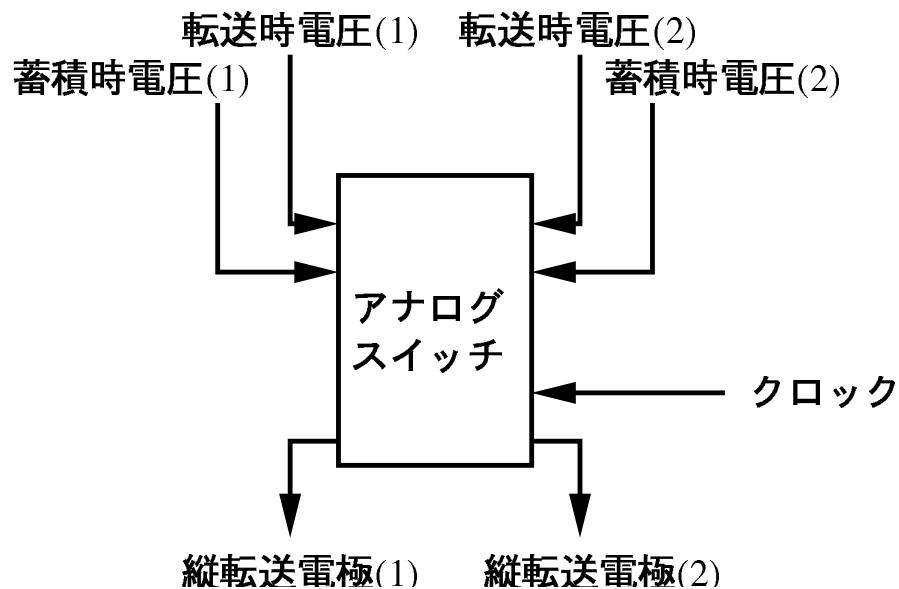 転送時電圧(1)
転送時電圧(2)
蓄積時電圧(1)
蓄積時電圧(2)
アナログ
スイッチ
クロック
縦転送電極(1)
縦転送電極(2)